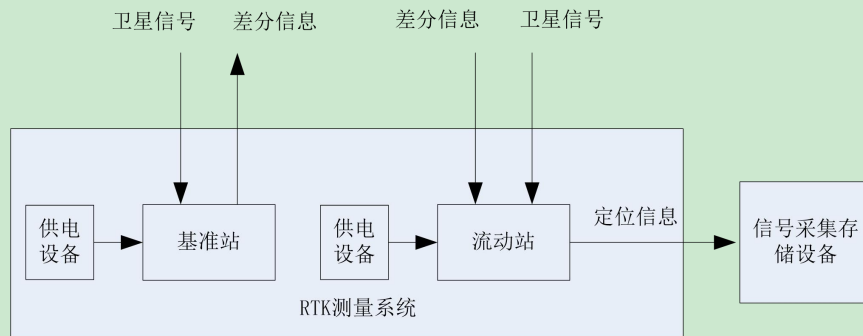 卫星信号
差分信息
差分信息
卫星信号
供电
设备
基准站
供电
设备
流动站
定位信息
信号采集存
储设备
RTK测量系统